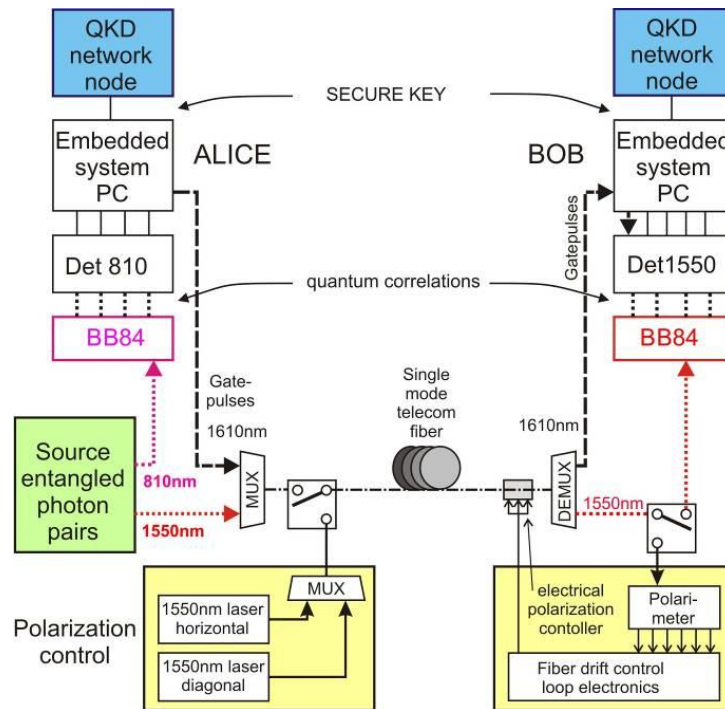 QKD
network
node
QKD
network
node
SECURE KEY
Embedded
system
PC
ALICE
BOB
Embedded
system
PC
Gatepulses
Det 810
Det1550
quantum correlations
BB84
BB84
Gate-
pulses
1610nm
Single
mode
telecom
fiber
1610nm
Source
entangled
photon
pairs
810nm
1550nm
MUX
DEMUX
1550nm
MUX
electrical
polarization
contoller
Polari-
meter
Polarization
control
1550nm laser
horizontal
1550nm laser
diagonal
Fiber drift control
loop electronics